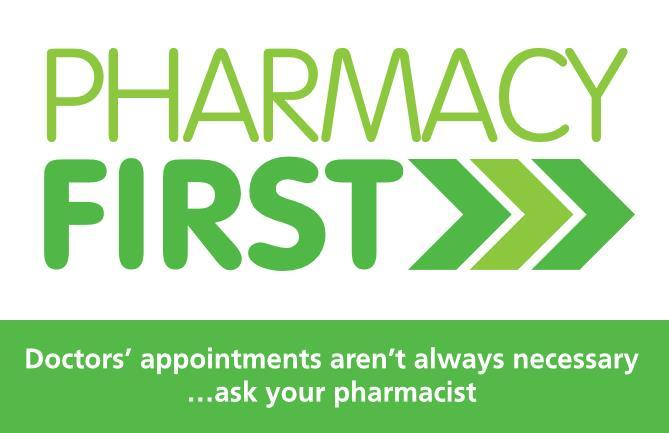 PHARMACY
FIRST
Doctors’ appointments aren’t always necessary
...ask your pharmacist